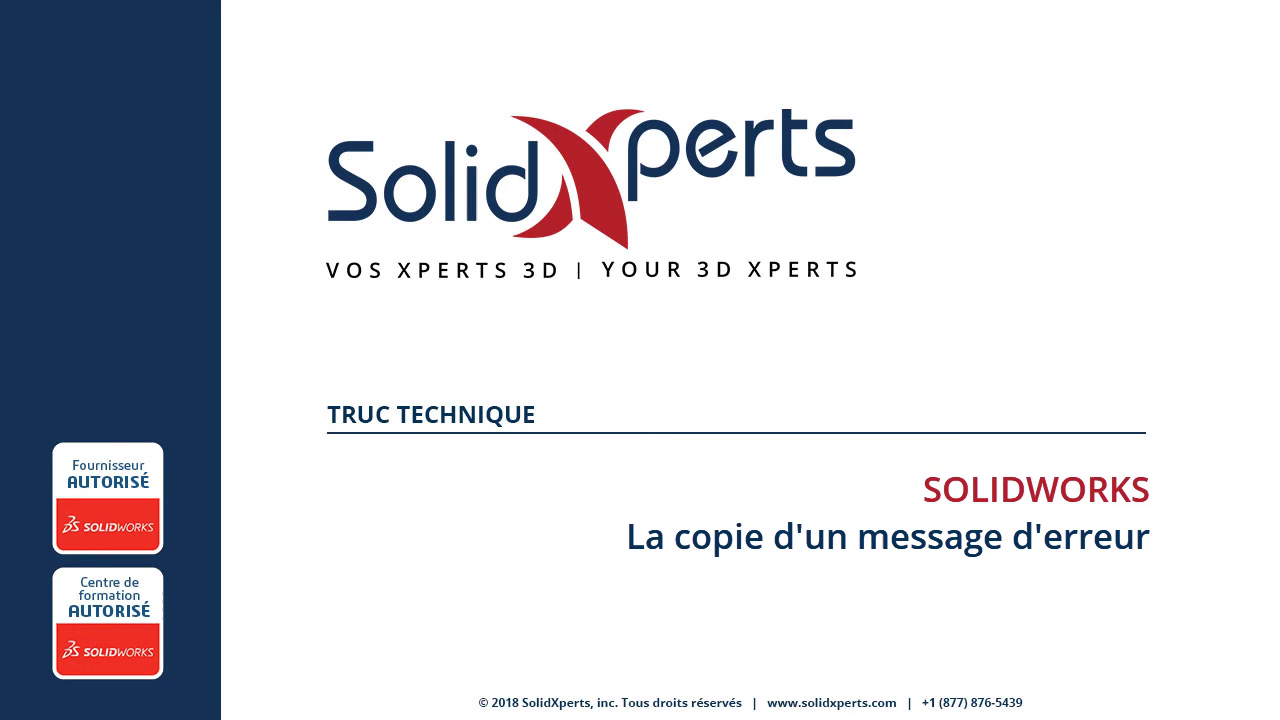 SolidXperts
VOS XPERTS 3D | YOUR 3D XPERTS
TRUC TECHNIQUE
SOLIDWORKS
La copie d'un message d'erreur
Fournisseur
AUTORISÉ
SOLIDWORKS
Centre de
formation
AUTORISÉ
SOLIDWORKS
© 2018 SolidXperts, inc. Tous droits réservés | www.solidxperts.com | +1 (877) 876-5439